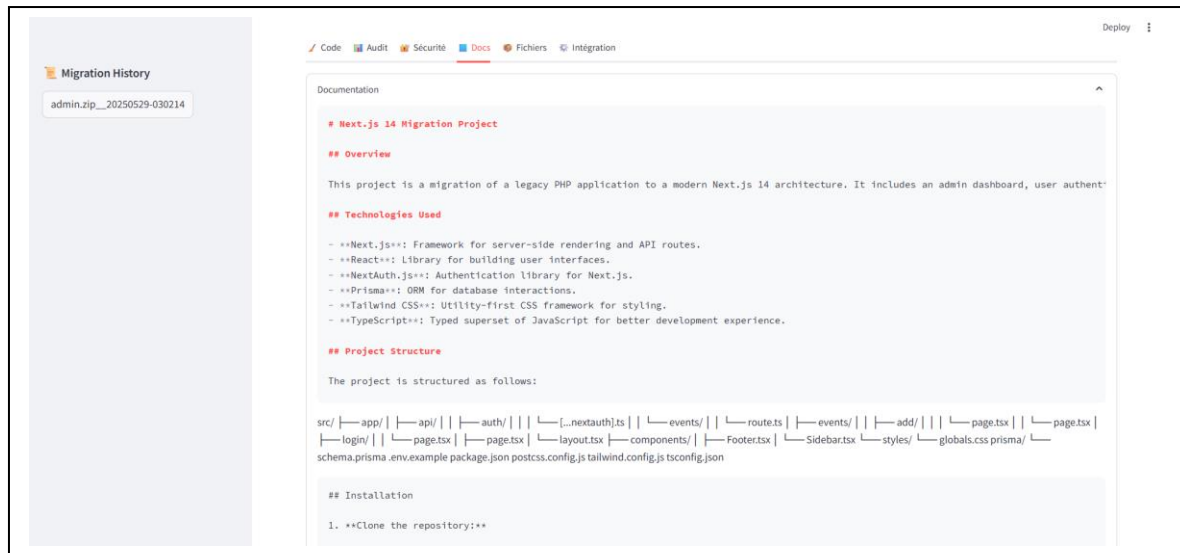 Deploy
Code Audit Sécurité Docs Fichiers Intégration
Migration History
admin.zip__20250529-030214
Documentation
# Next.js 14 Migration Project
## Overview
This project is a migration of a legacy PHP application to a modern Next.js 14 architecture. It includes an admin dashboard, user authent
## Technologies Used
- **Next.js**: Framework for server-side rendering and API routes.
- **React**: Library for building user interfaces.
- **NextAuth.js**: Authentication library for Next.js.
- **Prisma**: ORM for database interactions.
- **Tailwind CSS**: Utility-first CSS framework for styling.
- **TypeScript**: Typed superset of JavaScript for better development experience.
## Project Structure
The project is structured as follows:
src/ ├── app/ │ ├── api/ │ │ ├── auth/ │ │ │ └── [...nextauth].ts │ │ └── events/ │ │ └── route.ts │ ├── events/ │ │ ├── add/ │ │ │ └── page.tsx │ │ └── page.tsx │
├── login/ │ │ └── page.tsx │ ├── page.tsx │ └── layout.tsx ├── components/ │ ├── Footer.tsx │ └── Sidebar.tsx └── styles/ └── globals.css prisma/ └──
schema.prisma .env.example package.json postcss.config.js tailwind.config.js tsconfig.json
## Installation
1. **Clone the repository:**